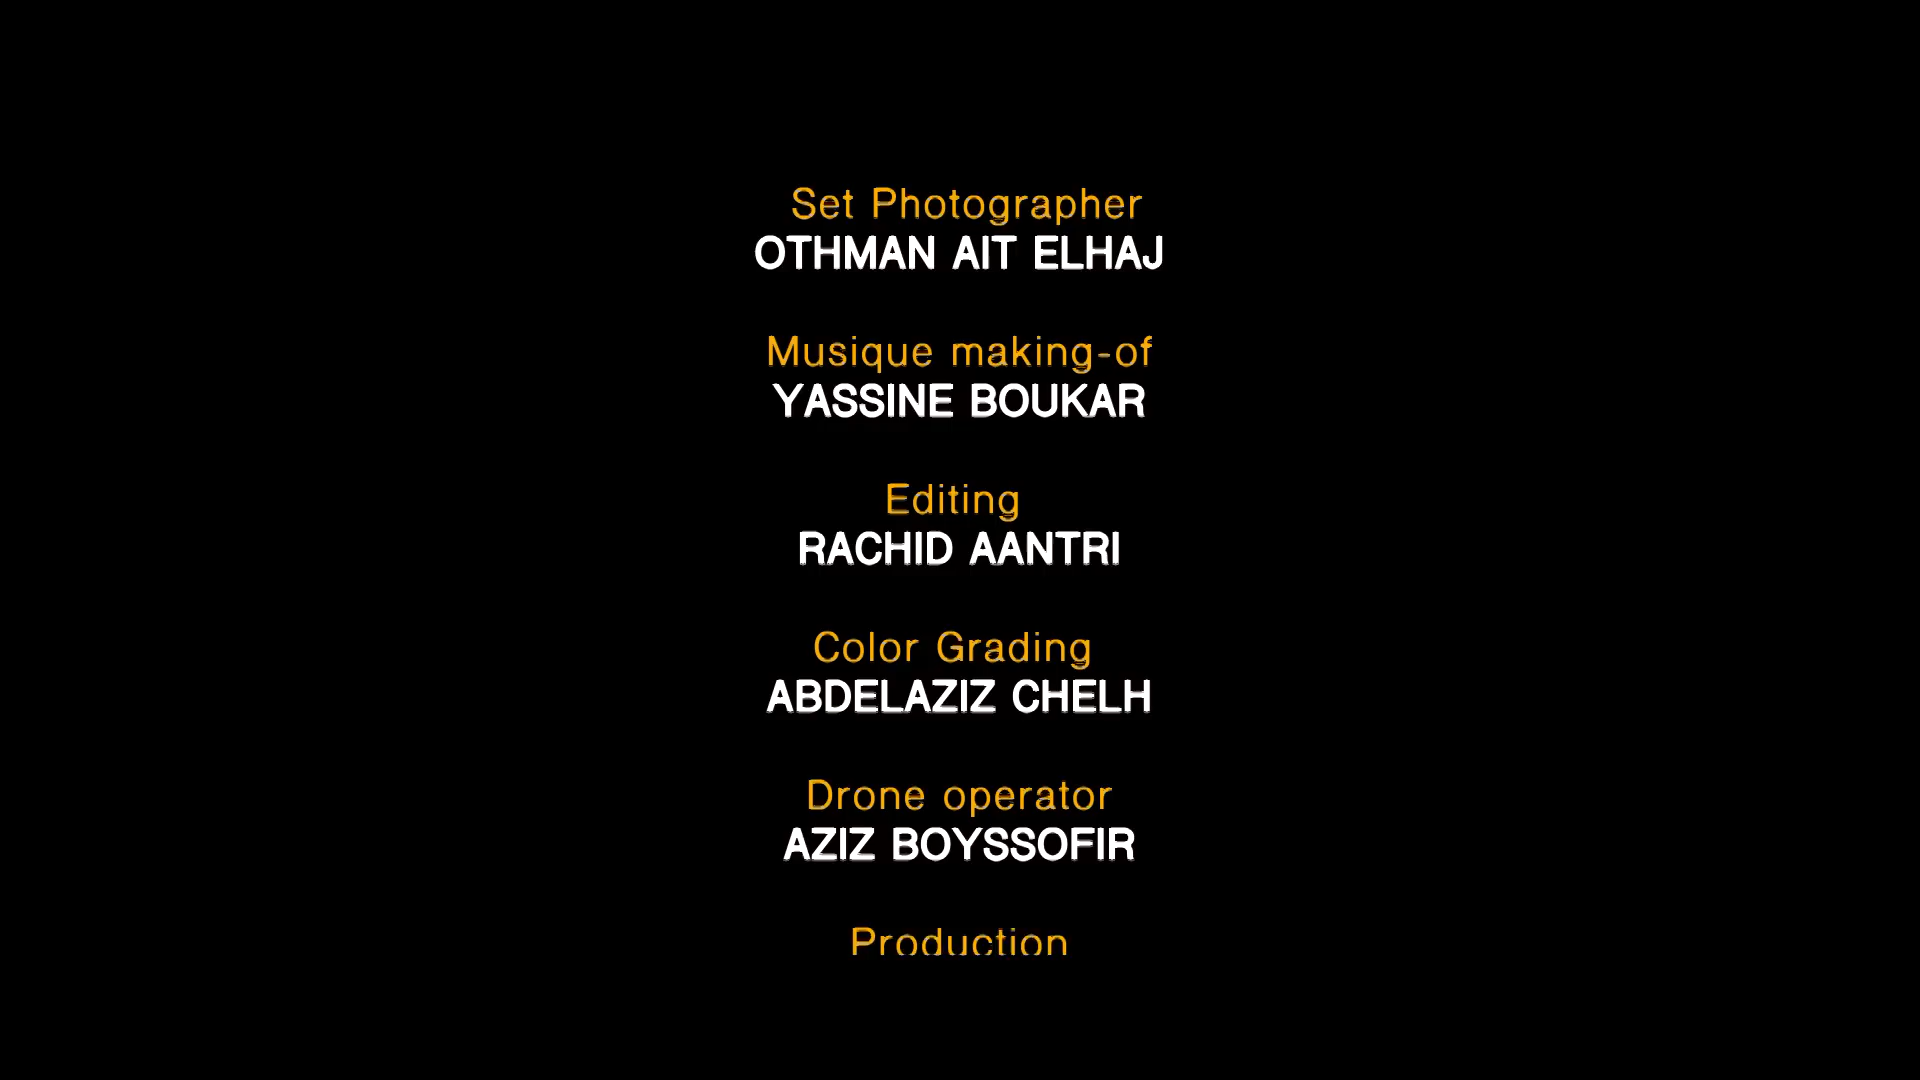 Set Photographer
OTHMAN AIT ELHAJ
Musique making-of
YASSINE BOUKAR
Editing
RACHID AANTRI
Color Grading
ABDELAZIZ CHELH
Drone operator
AZIZ BOYSSOFIR
Production